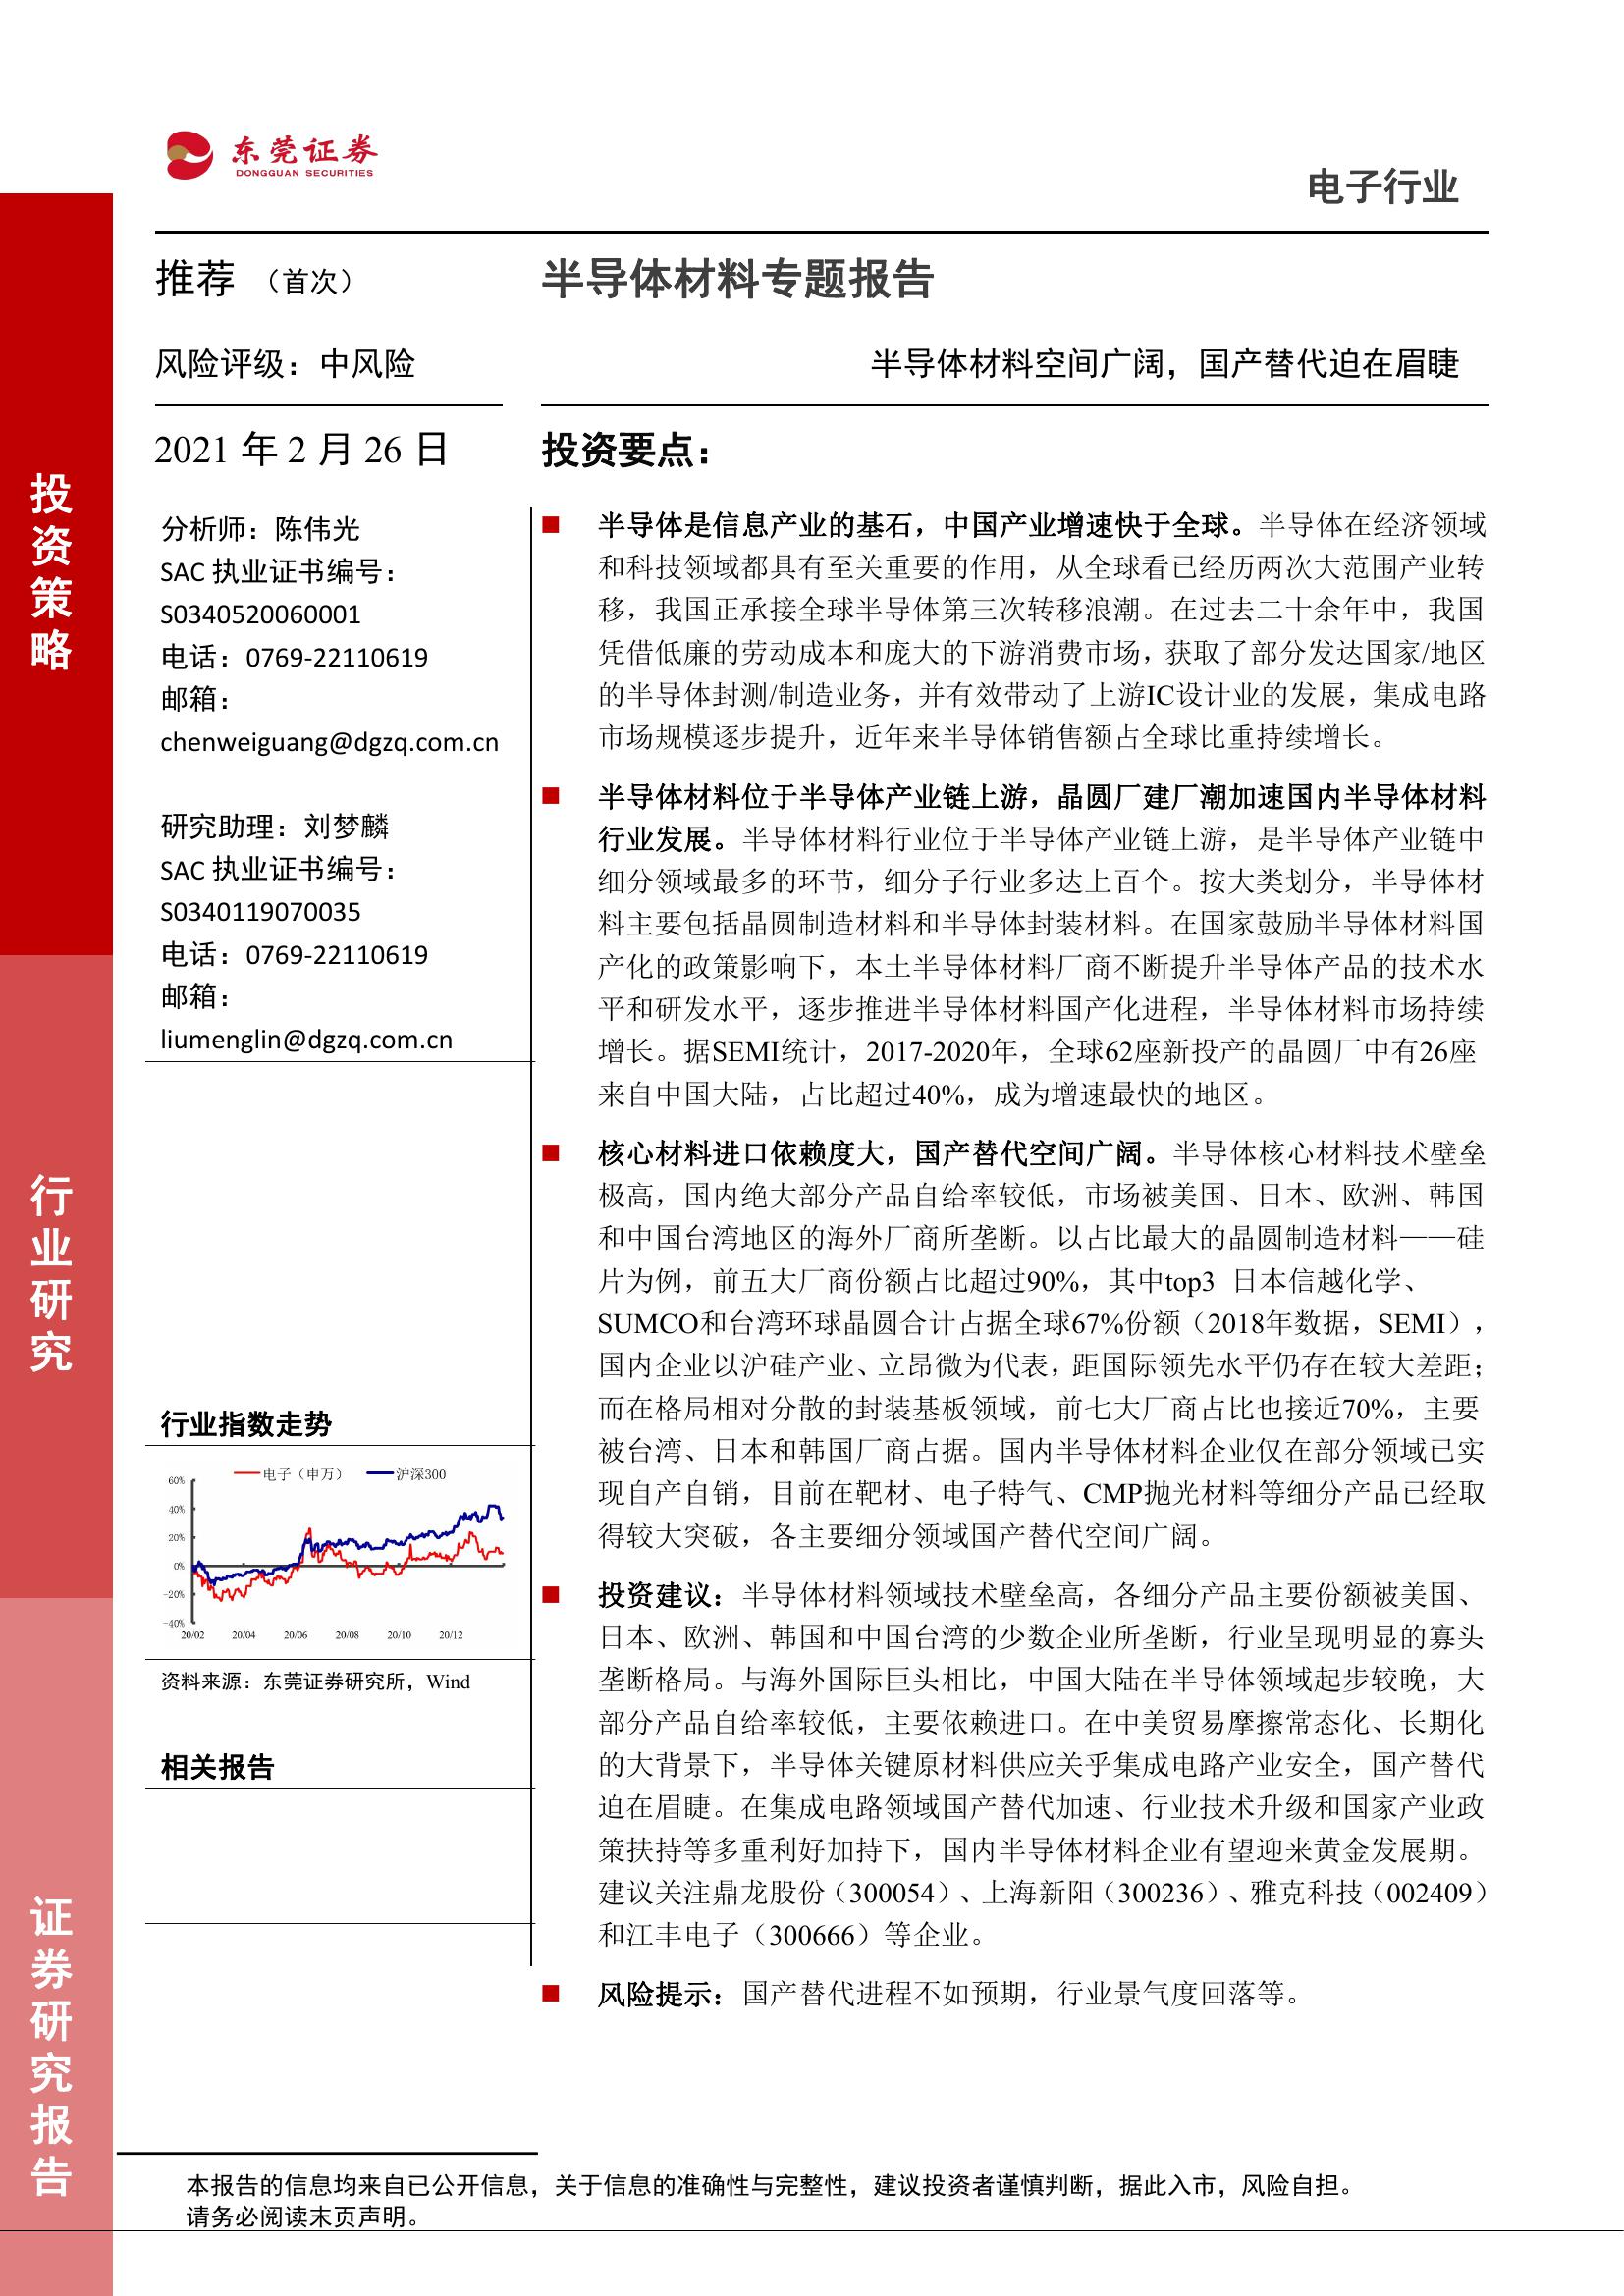 东莞证券
DONGGUAN SECURITIES
电子行业
推荐 （首次）
半导体材料专题报告
风险评级：中风险
半导体材料空间广阔，国产替代迫在眉睫
2021 年 2 月 26 日
投资策略
行业研究
证券研究报告
分析师：陈伟光
SAC 执业证书编号：
S0340520060001
电话：0769-22110619
邮箱：
chenweiguang@dgzq.com.cn
研究助理：刘梦麟
SAC 执业证书编号：
S0340119070035
电话：0769-22110619
邮箱：
liumenglin@dgzq.com.cn
行业指数走势
电子（申万） 沪深300
60%
40%
20%
0%
-20%
-40%
20/02 20/04 20/06 20/08 20/10 20/12
资料来源：东莞证券研究所，Wind
相关报告
投资要点：
■ 半导体是信息产业的基石，中国产业增速快于全球。半导体在经济领域
和科技领域都具有至关重要的作用，从全球看已经历两次大范围产业转
移，我国正承接全球半导体第三次转移浪潮。在过去二十余年中，我国
凭借低廉的劳动成本和庞大的下游消费市场，获取了部分发达国家/地区
的半导体封测/制造业务，并有效带动了上游IC设计业的发展，集成电路
市场规模逐步提升，近年来半导体销售额占全球比重持续增长。
■ 半导体材料位于半导体产业链上游，晶圆厂建厂潮加速国内半导体材料
行业发展。半导体材料行业位于半导体产业链上游，是半导体产业链中
细分领域最多的环节，细分子行业多达上百个。按大类划分，半导体材
料主要包括晶圆制造材料和半导体封装材料。在国家鼓励半导体材料国
产化的政策影响下，本土半导体材料厂商不断提升半导体产品的技术水
平和研发水平，逐步推进半导体材料国产化进程，半导体材料市场持续
增长。据SEMI统计，2017-2020年，全球62座新投产的晶圆厂中有26座
来自中国大陆，占比超过40%，成为增速最快的地区。
■ 核心材料进口依赖度大，国产替代空间广阔。半导体核心材料技术壁垒
极高，国内绝大部分产品自给率较低，市场被美国、日本、欧洲、韩国
和中国台湾地区的海外厂商所垄断。以占比最大的晶圆制造材料——硅
片为例，前五大厂商份额占比超过90%，其中top3 日本信越化学、
SUMCO和台湾环球晶圆合计占据全球67%份额（2018年数据，SEMI），
国内企业以沪硅产业、立昂微为代表，距国际领先水平仍存在较大差距；
而在格局相对分散的封装基板领域，前七大厂商占比也接近70%，主要
被台湾、日本和韩国厂商占据。国内半导体材料企业仅在部分领域已实
现自产自销，目前在靶材、电子特气、CMP抛光材料等细分产品已经取
得较大突破，各主要细分领域国产替代空间广阔。
■ 投资建议：半导体材料领域技术壁垒高，各细分产品主要份额被美国、
日本、欧洲、韩国和中国台湾的少数企业所垄断，行业呈现明显的寡头
垄断格局。与海外国际巨头相比，中国大陆在半导体领域起步较晚，大
部分产品自给率较低，主要依赖进口。在中美贸易摩擦常态化、长期化
的大背景下，半导体关键原材料供应关乎集成电路产业安全，国产替代
迫在眉睫。在集成电路领域国产替代加速、行业技术升级和国家产业政
策扶持等多重利好加持下，国内半导体材料企业有望迎来黄金发展期。
建议关注鼎龙股份（300054）、上海新阳（300236）、雅克科技（002409）
和江丰电子（300666）等企业。
■ 风险提示：国产替代进程不如预期，行业景气度回落等。
本报告的信息均来自已公开信息，关于信息的准确性与完整性，建议投资者谨慎判断，据此入市，风险自担。
请务必阅读末页声明。